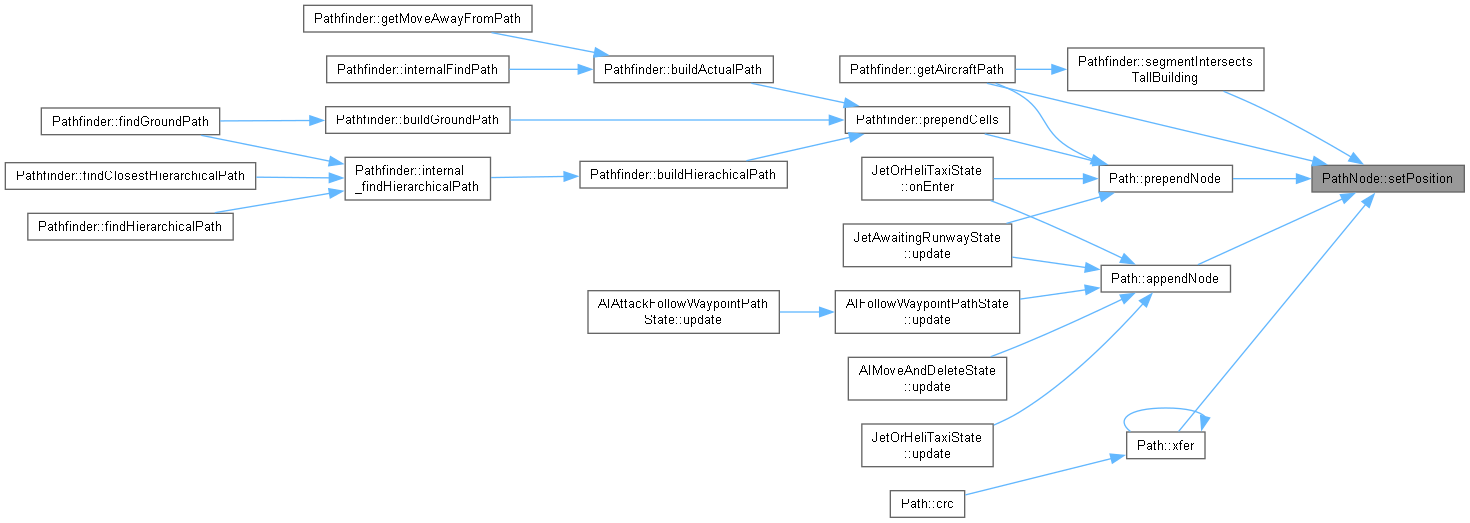 Pathfinder::getMoveAwayFromPath
Pathfinder::internalFindPath
Pathfinder::buildActualPath
Pathfinder::getAircraftPath
Pathfinder::segmentIntersects
TallBuilding
Pathfinder::findGroundPath
Pathfinder::buildGroundPath
Pathfinder::prependCells
Pathfinder::findClosestHierarchicalPath
Pathfinder::internal
_findHierarchicalPath
Pathfinder::buildHierachicalPath
JetOrHeliTaxiState
::onEnter
Path::prependNode
PathNode::setPosition
Pathfinder::findHierarchicalPath
JetAwaitingRunwayState
::update
Path::appendNode
AIAttackFollowWaypointPath
State::update
AIFollowWaypointPathState
::update
AIMoveAndDeleteState
::update
JetOrHeliTaxiState
::update
Path::xfer
Path::crc